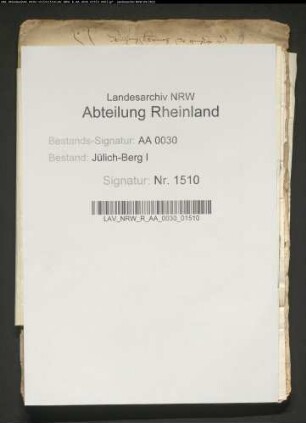 Landesarchiv NRW
Abteilung Rheinland
Bestands-Signatur: AA 0030
Bestand: Jülich-Berg I
Signatur: Nr. 1510
LAV_NRW_R_AA_0030_01510